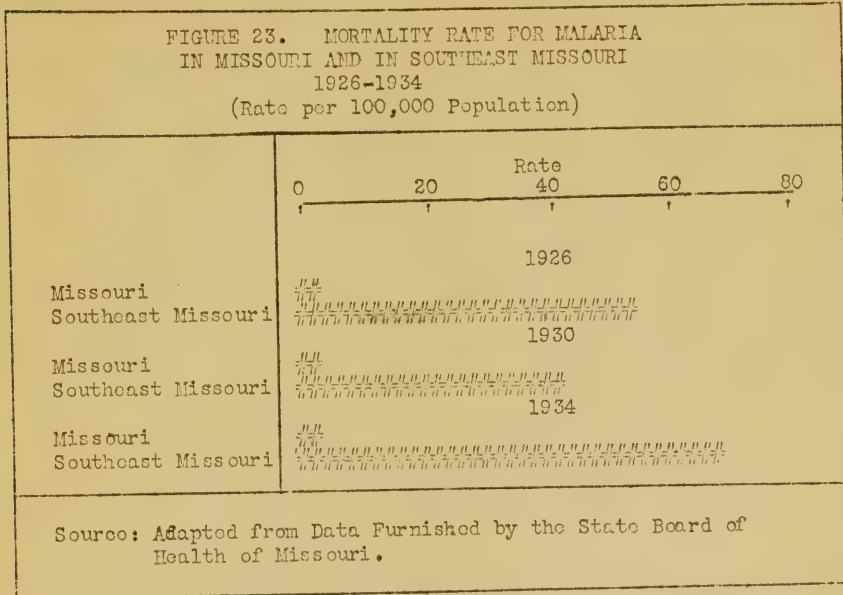 FIGURE 23. MORTALITY RATE FOR MALARIA
IN MISSOURI AND IN SOUTHEAST MISSOURI
1926-1934
(Rate per 100,000 Population)
Rate
0 20 40 60 80
1926
Missouri
Southeast Missouri
1930
Missouri
Southeast Missouri
1934
Missouri
Southeast Missouri
Source: Adapted from Data Furnished by the State Board of
Health of Missouri.